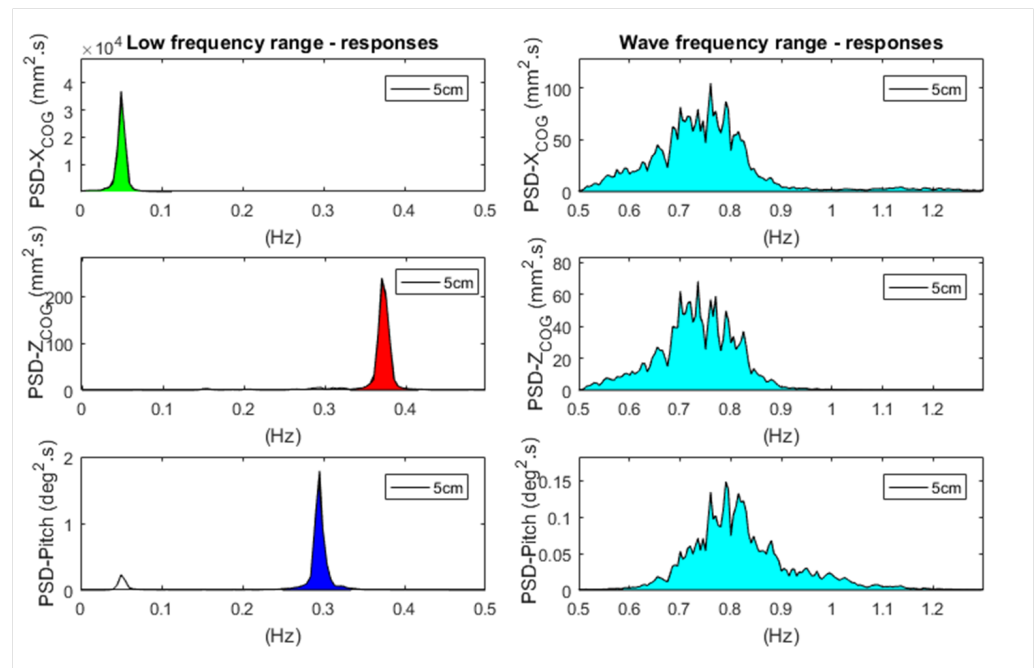 Low frequency range - responses
×10⁴
PSD-X_COG (mm².s)
4
3
2
1
5cm
0 0.1 0.2 0.3 0.4 0.5
(Hz)
Wave frequency range - responses
PSD-X_COG (mm².s)
100
50
0
5cm
0.5 0.6 0.7 0.8 0.9 1 1.1 1.2
(Hz)
PSD-Z_COG (mm².s)
200
100
0
5cm
0 0.1 0.2 0.3 0.4 0.5
(Hz)
PSD-Z_COG (mm².s)
80
60
40
20
0
5cm
0.5 0.6 0.7 0.8 0.9 1 1.1 1.2
(Hz)
PSD-Pitch (deg².s)
2
1
0
5cm
0 0.1 0.2 0.3 0.4 0.5
(Hz)
PSD-Pitch (deg².s)
0.15
0.1
0.05
0
5cm
0.5 0.6 0.7 0.8 0.9 1 1.1 1.2
(Hz)